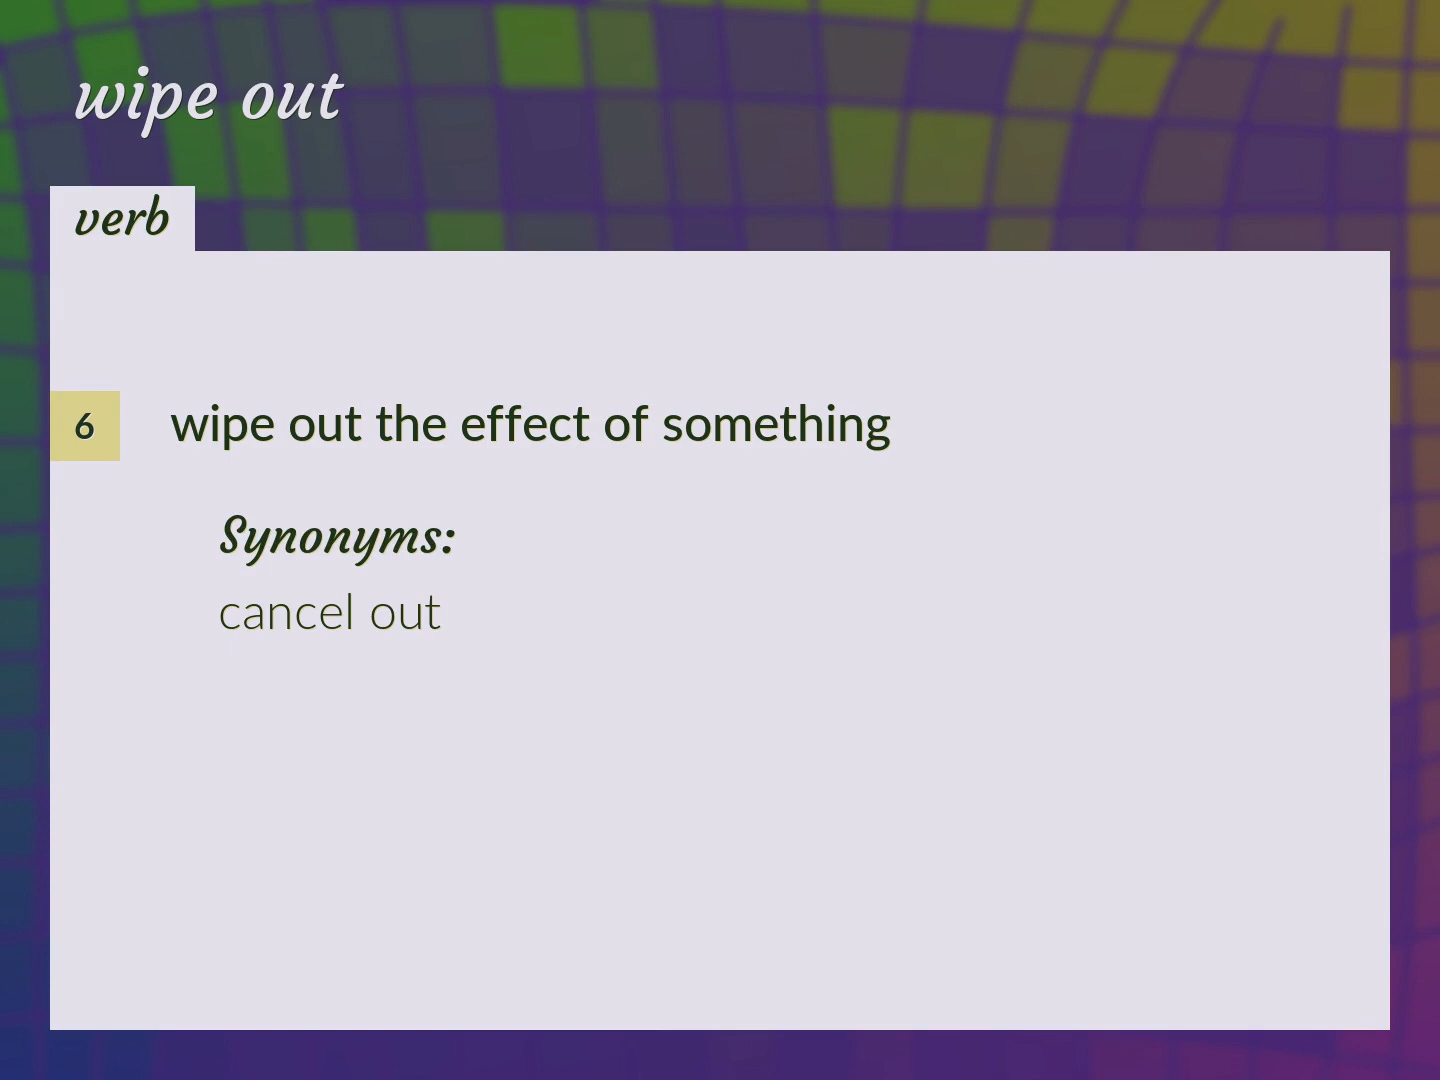 wipe out
verb
6 wipe out the effect of something
Synonyms:
cancel out